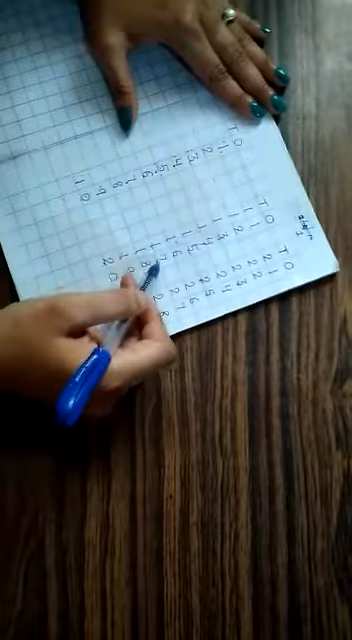 T O T O T O
1 1 1 2 1
2 1 2 2 2
3 1 3 2 3
4 1 4 2 4
5 1 5 2 5
6 1 6 2 6
7 1 7 2 7
8 1 8 2 8
9 1 9
1 0 2 0